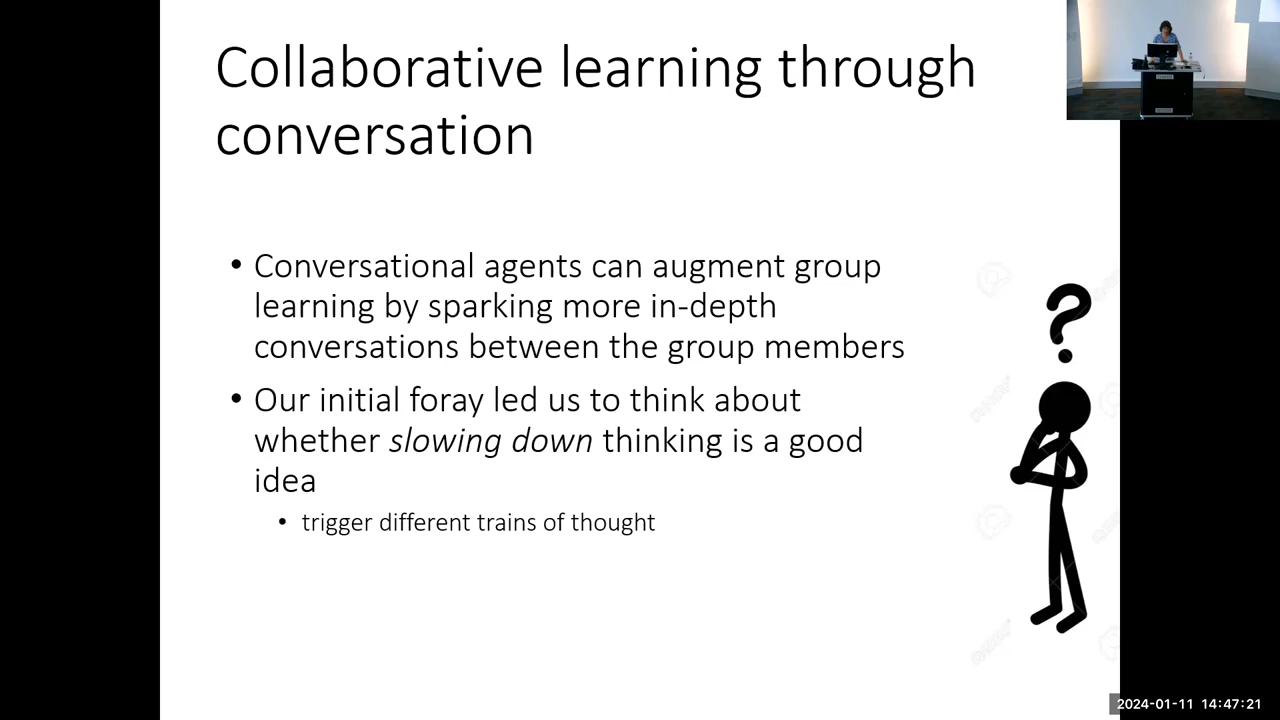 Collaborative learning through
conversation
• Conversational agents can augment group
learning by sparking more in-depth
conversations between the group members
• Our initial foray led us to think about
whether slowing down thinking is a good
idea
• trigger different trains of thought
?
2024-01-11 14:47:21